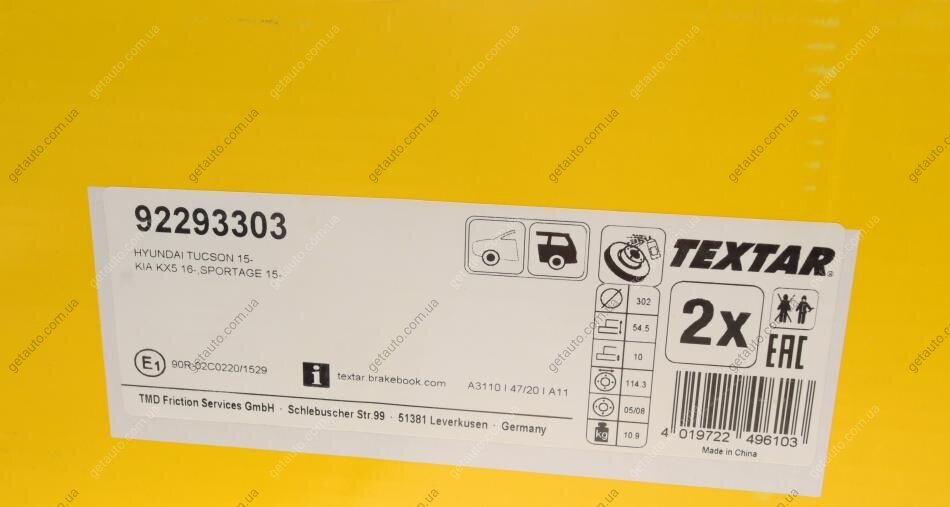 92293303
HYUNDAI TUCSON 15-
KIA KX5 16-,SPORTAGE 15-
E1 90R-02C0220/1529
i textar.brakebook.com A3110 | 47/20 | A11
TMD Friction Services GmbH · Schlebuscher Str.99 · 51381 Leverkusen · Germany
TEXTAR®
302
54.5
10
114.3
05/08
kg 10.9
2x
EAC
4 019722 496103
Made in China
getauto.com.ua